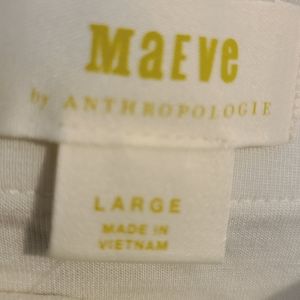 MaEve
by ANTHROPOLOGIE
LARGE
MADE IN
VIETNAM